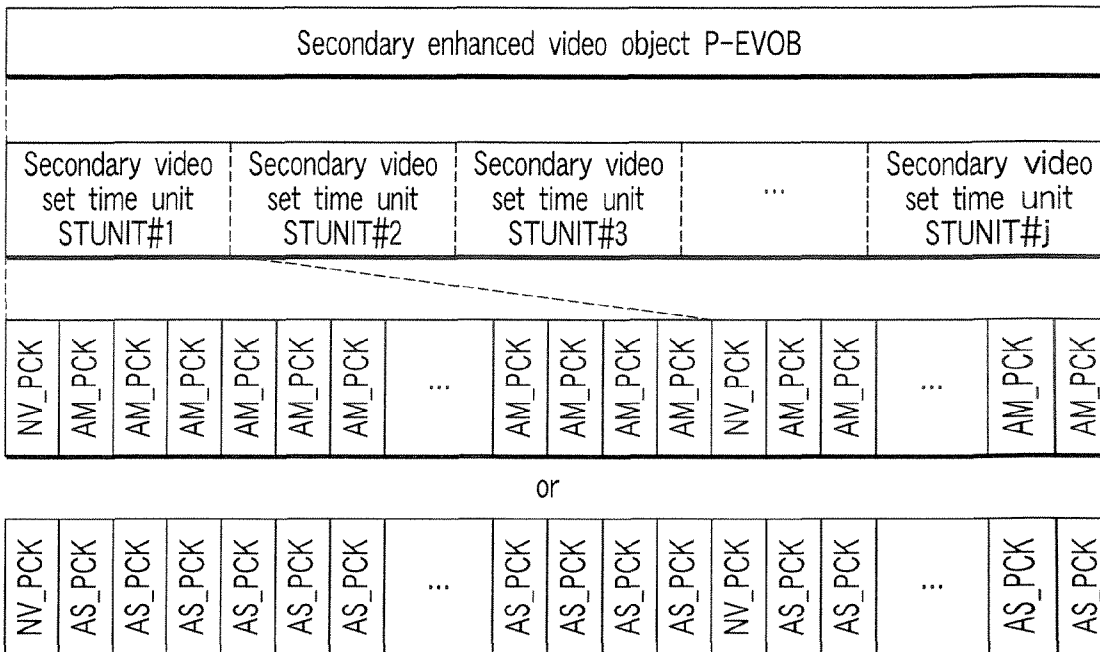 Secondary enhanced video object P-EVOB
Secondary video set time unit STUNIT#1
Secondary video set time unit STUNIT#2
Secondary video set time unit STUNIT#3
...
Secondary video set time unit STUNIT#j
NV_PCK AM_PCK AM_PCK AM_PCK AM_PCK AM_PCK AM_PCK ... AM_PCK AM_PCK AM_PCK AM_PCK NV_PCK AM_PCK AM_PCK ... AM_PCK AM_PCK
or
NV_PCK AS_PCK AS_PCK AS_PCK AS_PCK AS_PCK AS_PCK ... AS_PCK AS_PCK AS_PCK AS_PCK NV_PCK AS_PCK AS_PCK ... AS_PCK AS_PCK